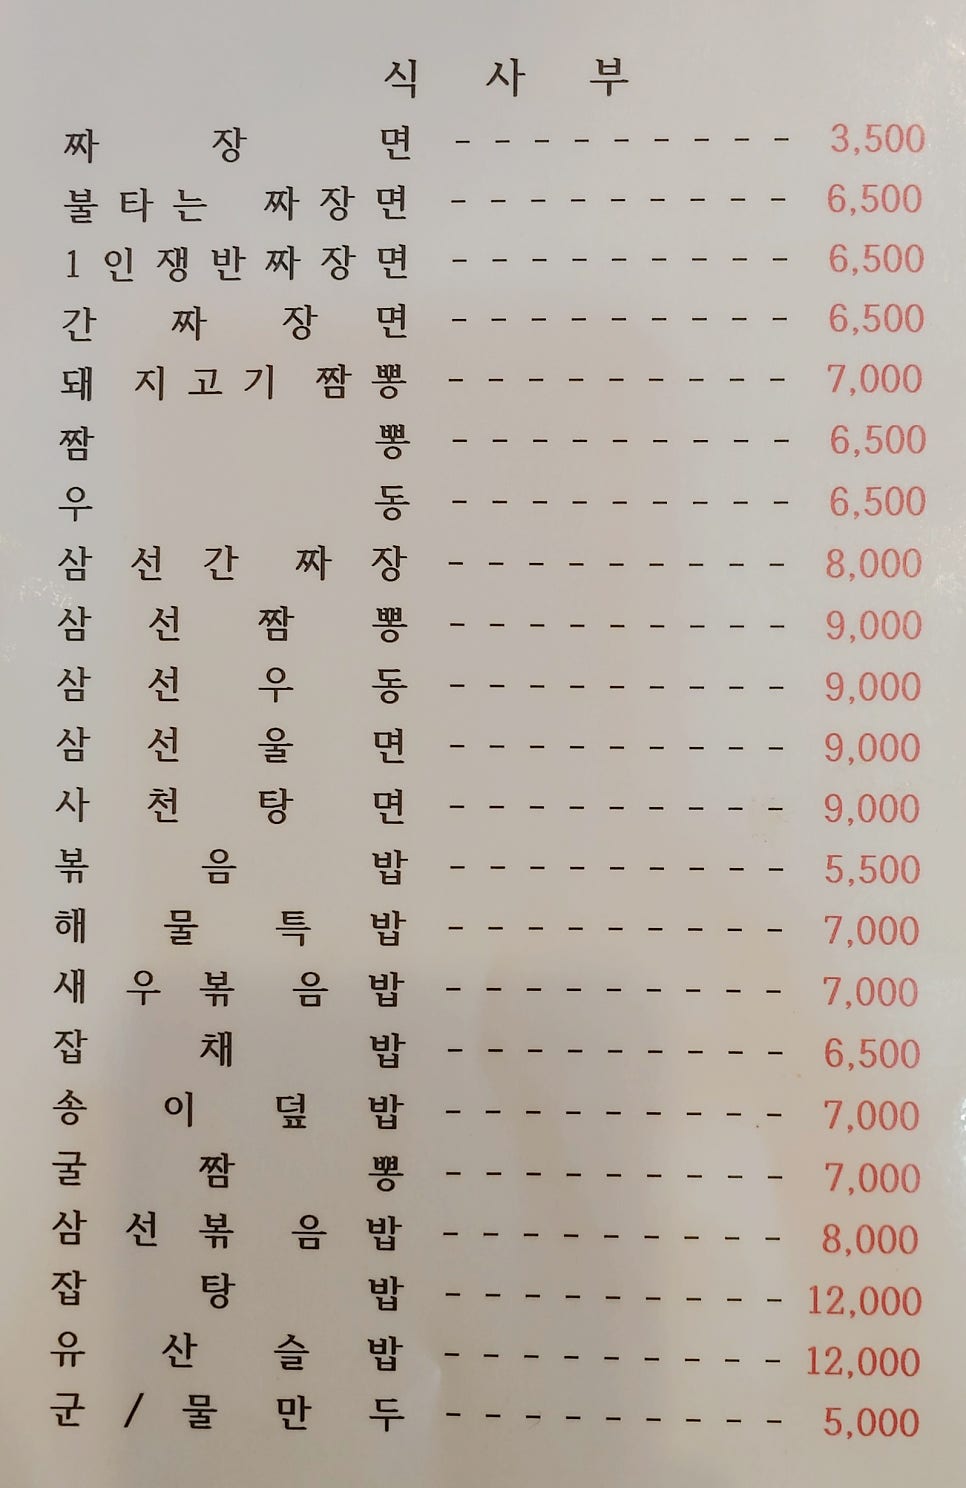 식사부
짜장면 --------- 3,500
불타는 짜장면 --------- 6,500
1인쟁반짜장면 --------- 6,500
간짜장면 --------- 6,500
돼지고기 짬뽕 --------- 7,000
짬뽕 --------- 6,500
우동 --------- 6,500
삼선간짜장 --------- 8,000
삼선짬뽕 --------- 9,000
삼선우동 --------- 9,000
삼선울면 --------- 9,000
사천탕면 --------- 9,000
볶음밥 --------- 5,500
해물특밥 --------- 7,000
새우볶음밥 --------- 7,000
잡채밥 --------- 6,500
송이덮밥 --------- 7,000
굴짬뽕 --------- 7,000
삼선볶음밥 --------- 8,000
잡탕밥 --------- 12,000
유산슬밥 --------- 12,000
군/물만두 --------- 5,000